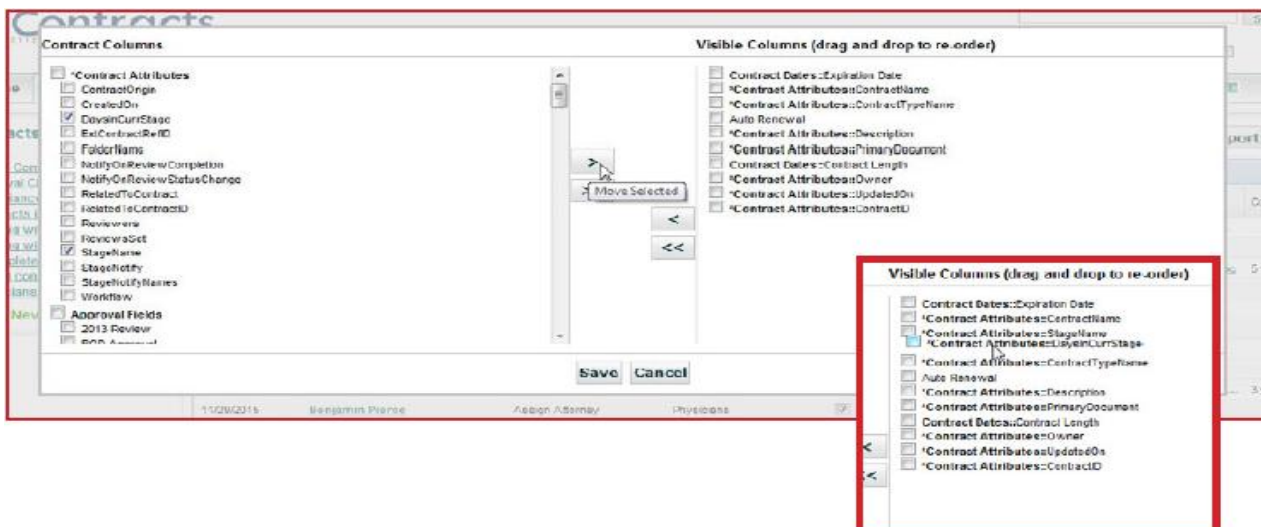 Contracts
Contract Columns
Visible Columns (drag and drop to re-order)
*Contract Attributes
ContractOrigin
CreatedOn
DaysInCurrStage
ExtContractRefID
FolderName
NotifyOnReviewCompletion
NotifyOnReviewStatusChange
RelatedToContract
RelatedToContractID
Reviewers
ReviewsSet
StageName
StageNotify
StageNotifyNames
Workflow
Approval Fields
2013 Review
>
Move Selected
<
<<
Contract Dates::Expiration Date
*Contract Attributes::ContractName
*Contract Attributes::ContractTypeName
Auto Renewal
*Contract Attributes::Description
*Contract Attributes::PrimaryDocument
Contract Dates::Contract Length
*Contract Attributes::Owner
*Contract Attributes::UpdatedOn
*Contract Attributes::ContractID
Save Cancel
11/29/2015 Benjamin Pierce Assign Attorney Physicians
Visible Columns (drag and drop to re-order)
Contract Dates::Expiration Date
*Contract Attributes::ContractName
*Contract Attributes::StageName
*Contract Attributes::DaysInCurrStage
*Contract Attributes::ContractTypeName
Auto Renewal
*Contract Attributes::Description
*Contract Attributes::PrimaryDocument
Contract Dates::Contract Length
*Contract Attributes::Owner
*Contract Attributes::UpdatedOn
*Contract Attributes::ContractID
<
<<